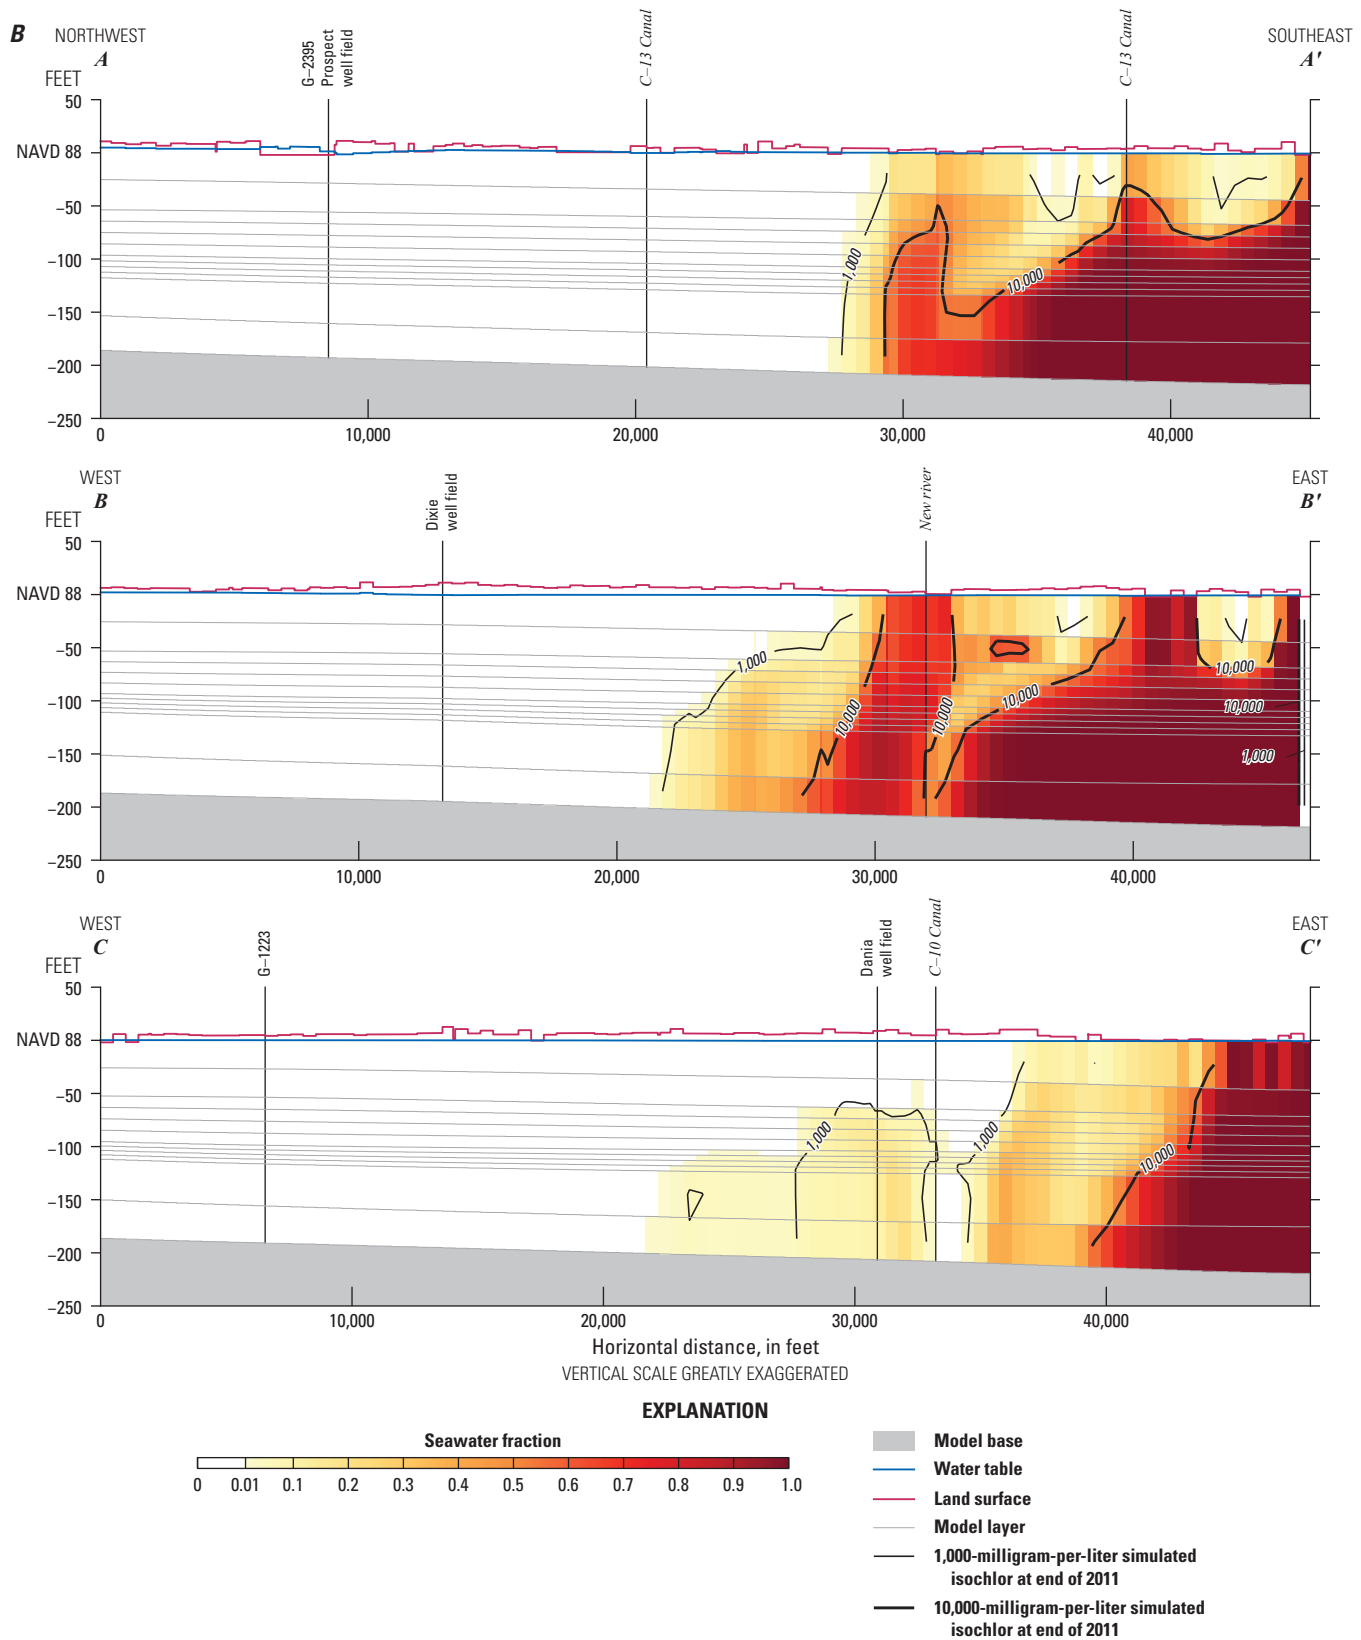 B
NORTHWEST
A
G–2395
Prospect
well field
C–13 Canal
C–13 Canal
SOUTHEAST
A'
FEET
50
NAVD 88
–50
–100
–150
–200
–250
1,000
10,000
0
10,000
20,000
30,000
40,000
WEST
B
Dixie
well field
New river
EAST
B'
FEET
50
NAVD 88
–50
–100
–150
–200
–250
1,000
10,000
10,000
10,000
10,000
10,000
1,000
0
10,000
20,000
30,000
40,000
WEST
C
G–1223
Dania
well field
C–10 Canal
EAST
C'
FEET
50
NAVD 88
–50
–100
–150
–200
–250
1,000
1,000
10,000
0
10,000
20,000
30,000
40,000
Horizontal distance, in feet
VERTICAL SCALE GREATLY EXAGGERATED
EXPLANATION
Seawater fraction
0 0.01 0.1 0.2 0.3 0.4 0.5 0.6 0.7 0.8 0.9 1.0
Model base
Water table
Land surface
Model layer
1,000-milligram-per-liter simulated
isochlor at end of 2011
10,000-milligram-per-liter simulated
isochlor at end of 2011